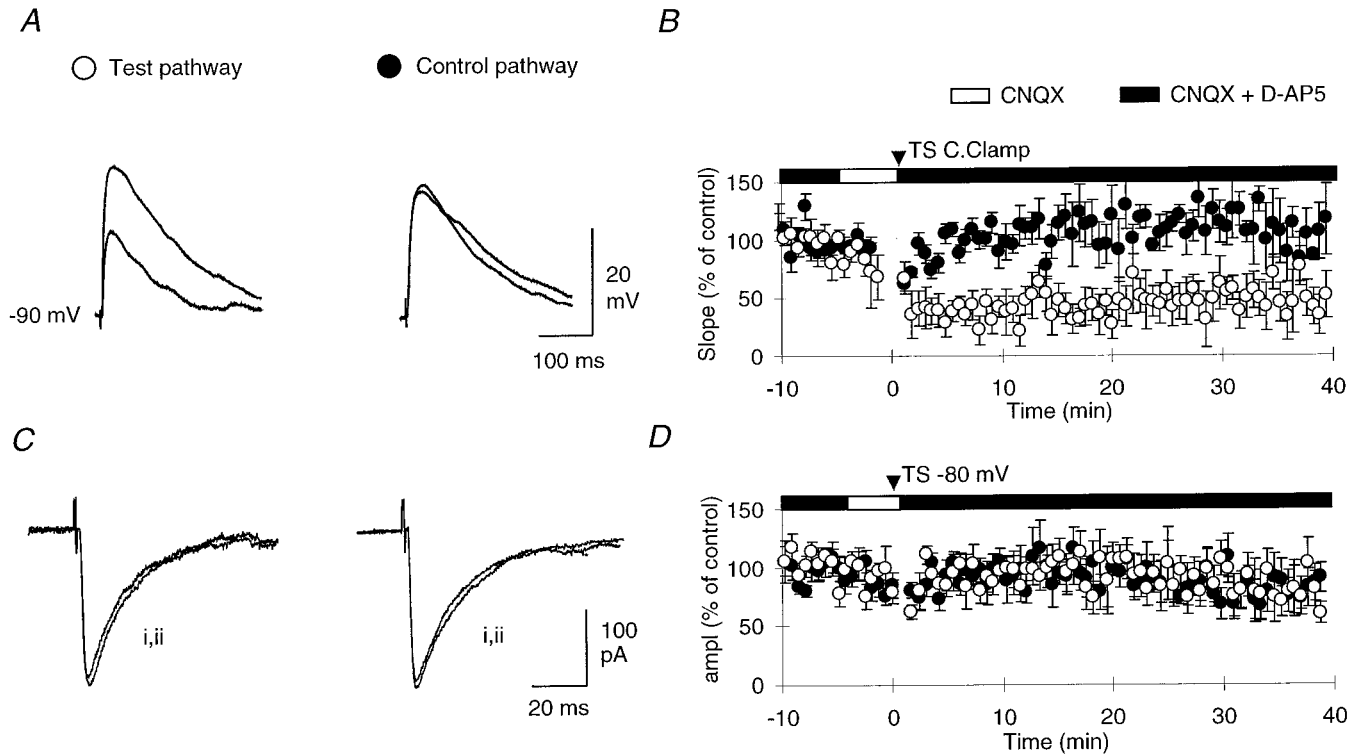 A
Test pathway
Control pathway
-90 mV
20
mV
100 ms
B
CNQX
CNQX + D-AP5
TS C.Clamp
Slope (% of control)
150
100
50
0
-10
0
10
20
30
40
Time (min)
C
i,ii
i,ii
100
pA
20 ms
D
TS -80 mV
ampl (% of control)
150
100
50
0
-10
0
10
20
30
40
Time (min)